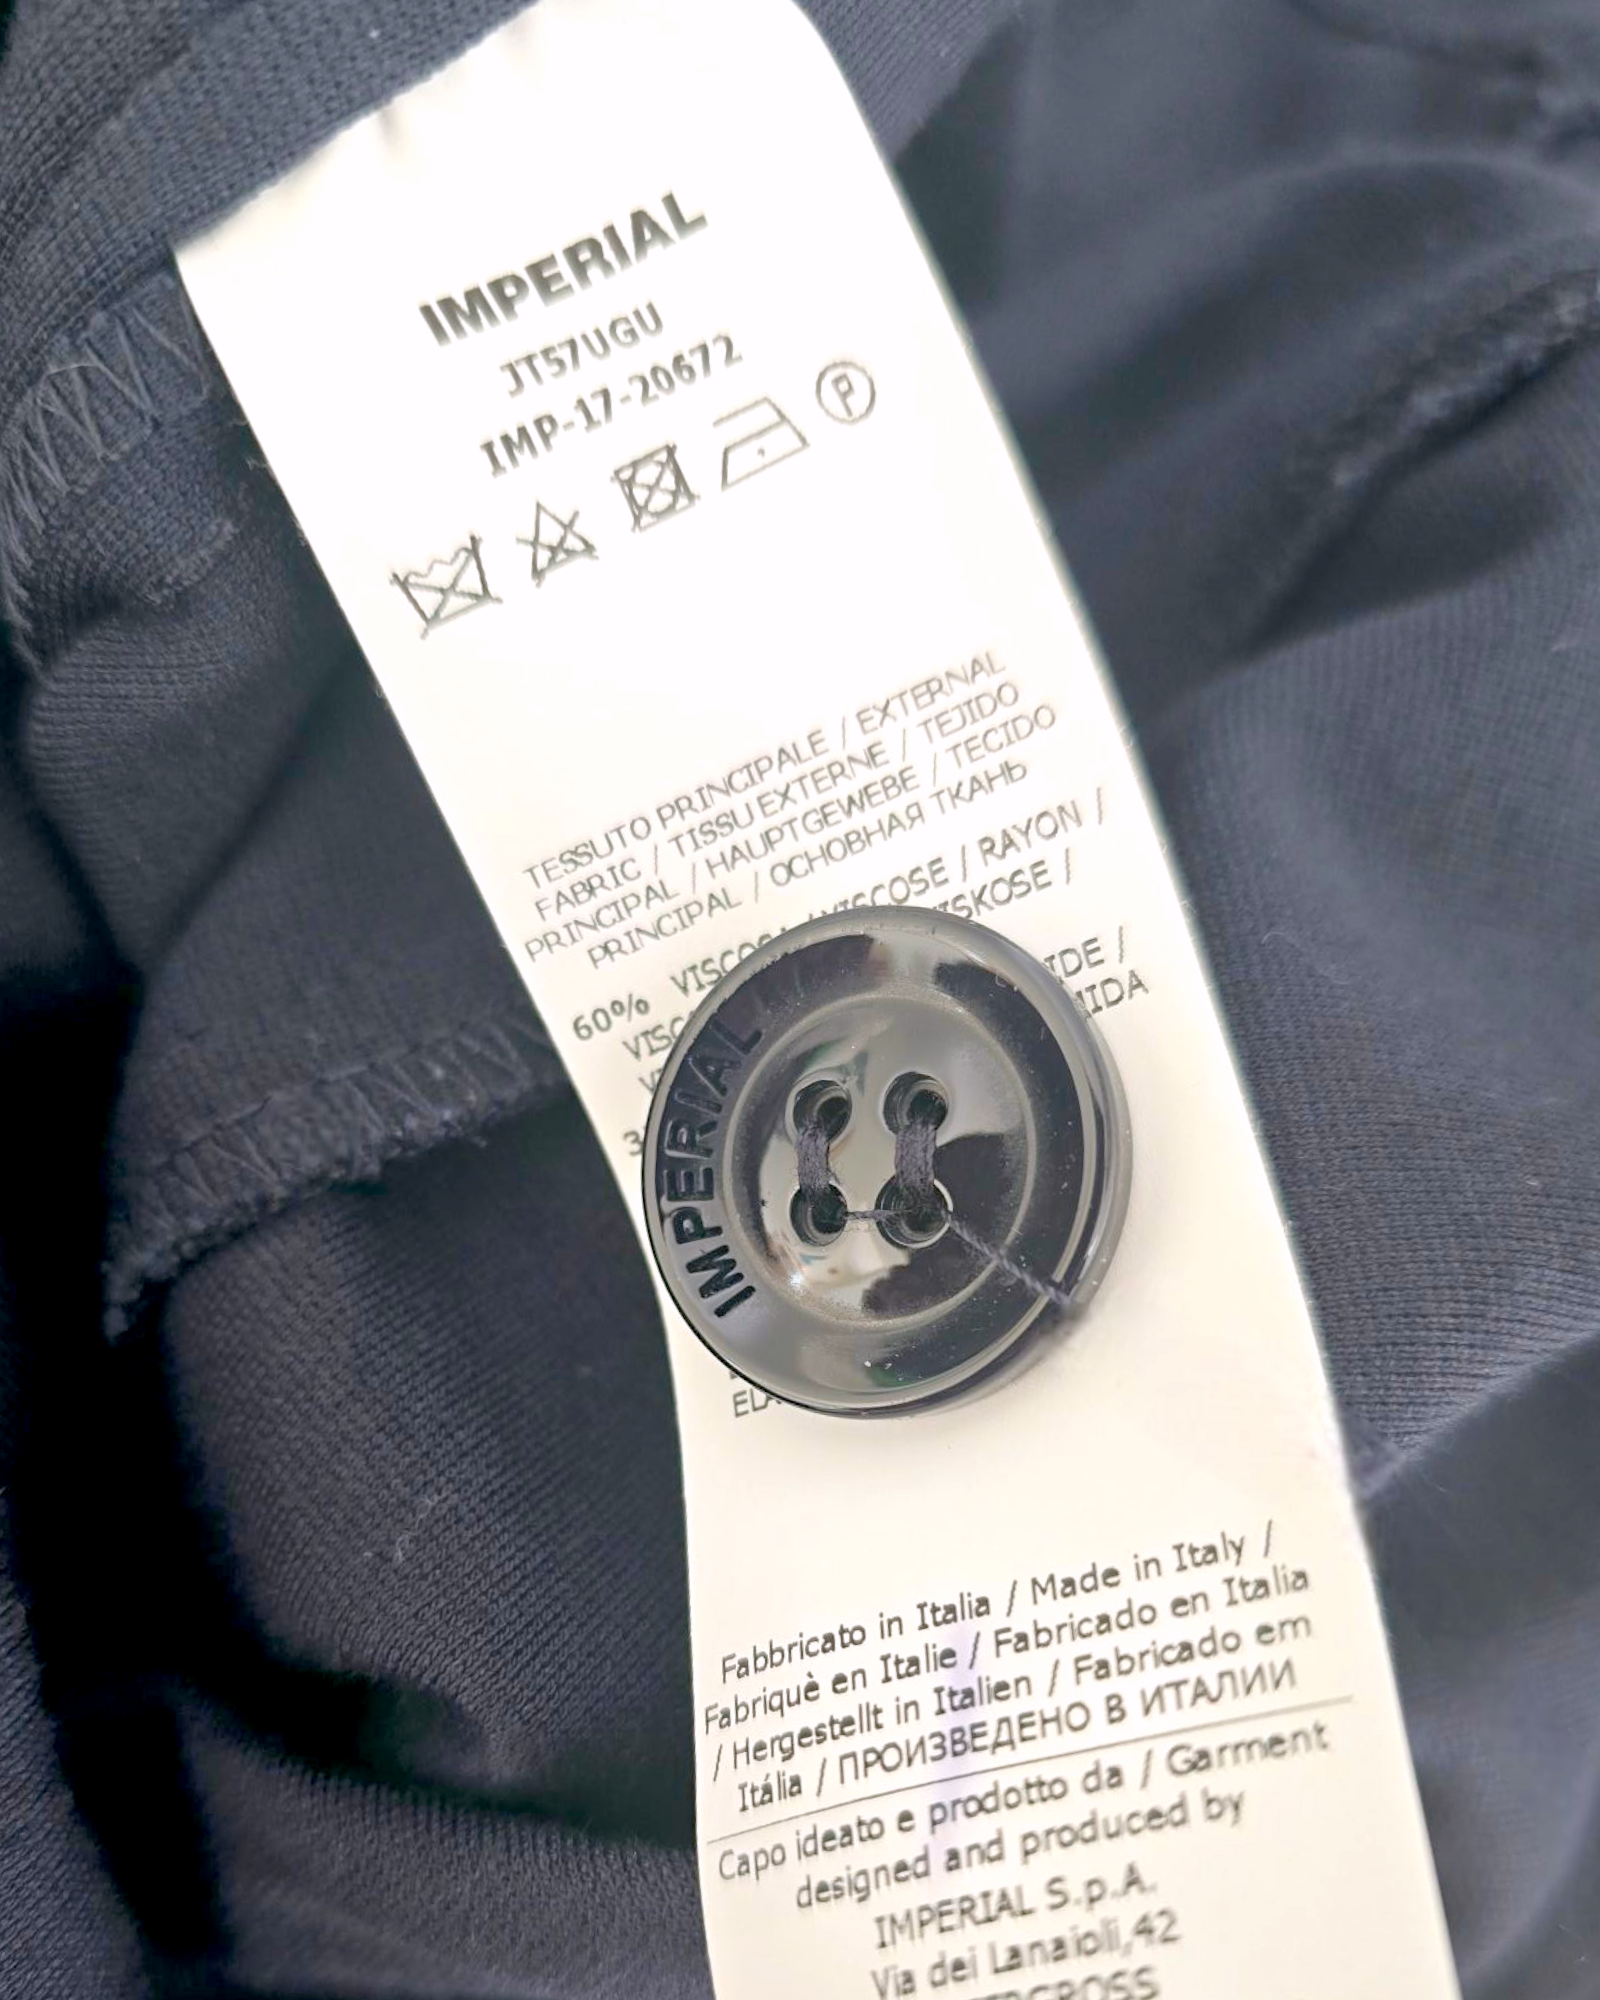 IMPERIAL
JT57UGU
IMP-17-20672
P
TESSUTO PRINCIPALE / EXTERNAL
FABRIC / TISSU EXTERNE / TEJIDO
PRINCIPAL / HAUPTGEWEBE / TECIDO
PRINCIPAL / ОСНОВНАЯ ТКАНЬ
60% / RAYON /
IMPERIAL
Fabbricato in Italia / Made in Italy /
Fabriquè en Italie / Fabricado en Italia
/ Hergestellt in Italien / Fabricado em
Itália / ПРОИЗВЕДЕНО В ИТАЛИИ
Capo ideato e prodotto da / Garment
designed and produced by
IMPERIAL S.p.A.
Via dei Lanaioli,42